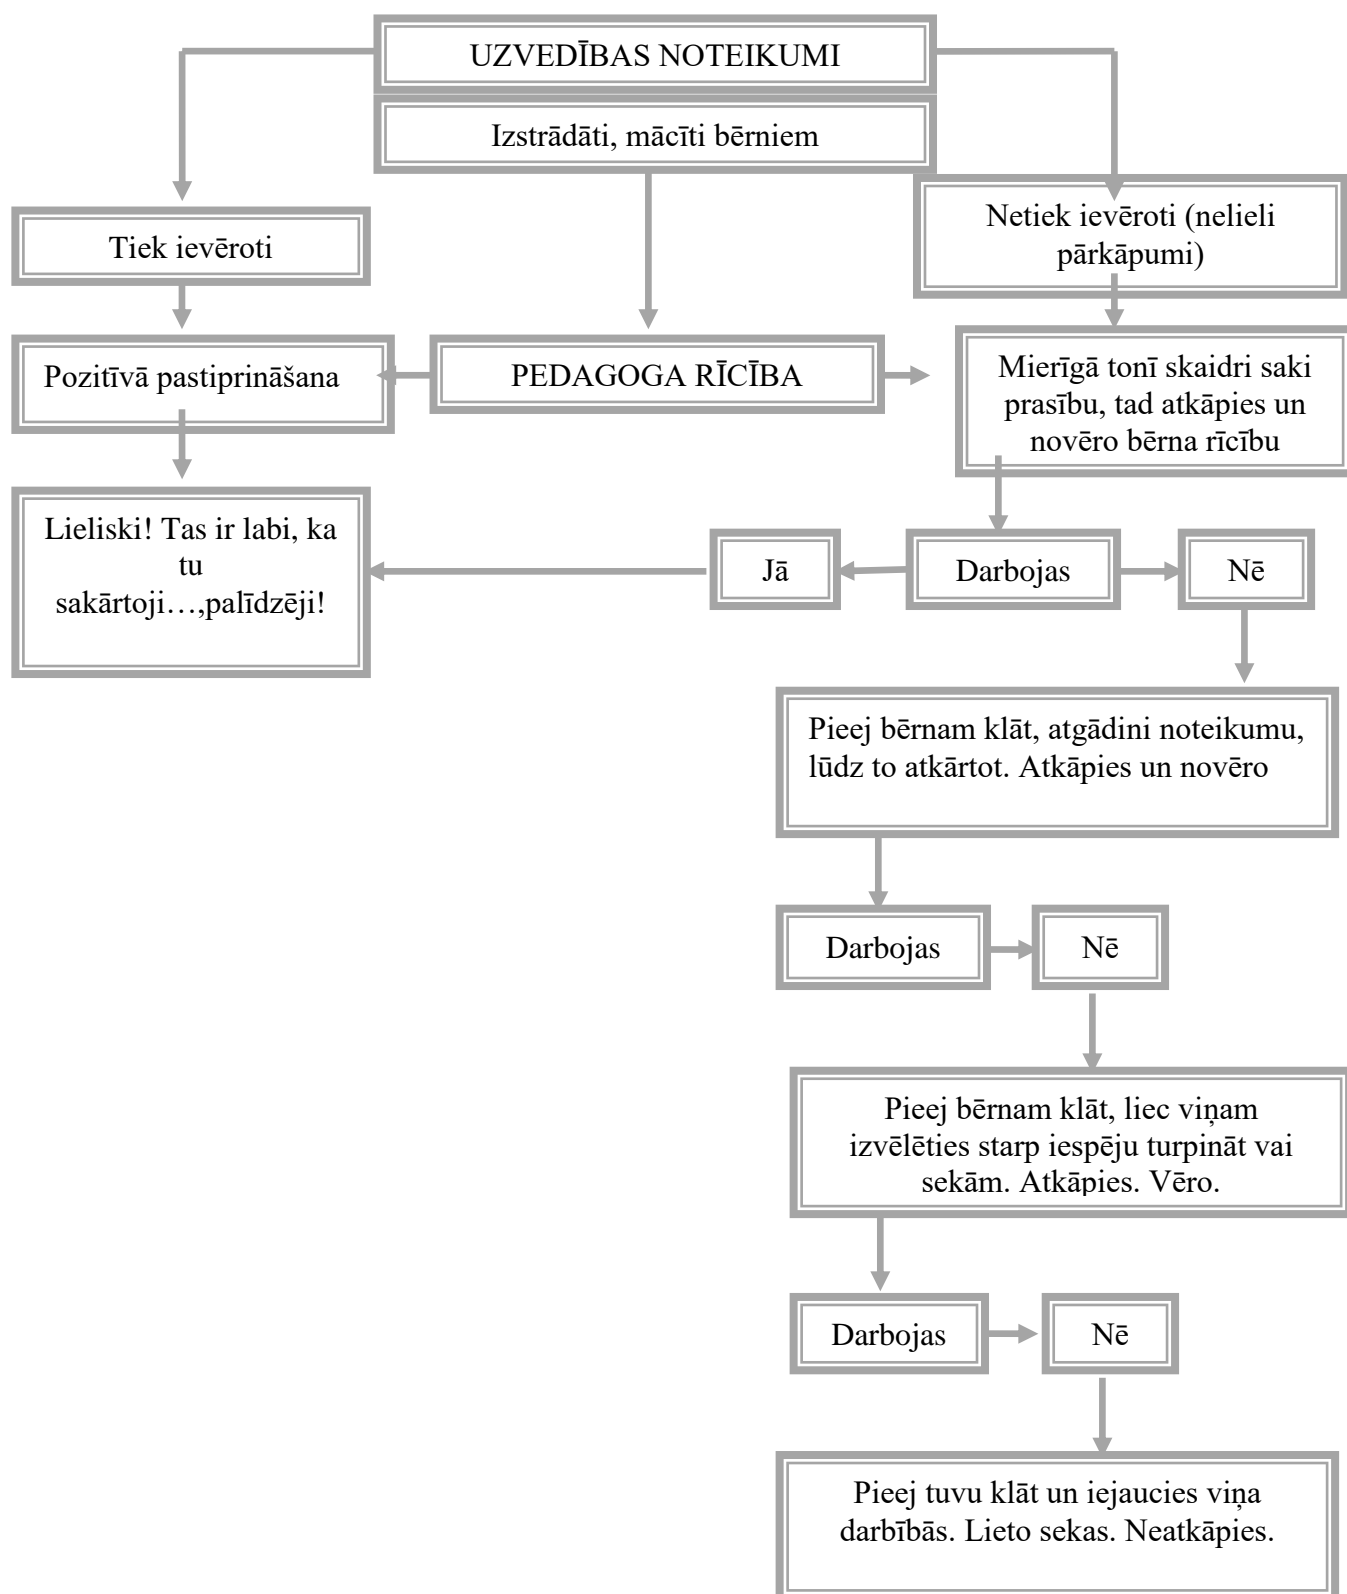 UZVEDĪBAS NOTEIKUMI
Izstrādāti, mācīti bērniem
Tiek ievēroti
Netiek ievēroti (nelieli
pārkāpumi)
Pozitīvā pastiprināšana
PEDAGOGA RĪCĪBA
Mierīgā tonī skaidri saki
prasību, tad atkāpies un
novēro bērna rīcību
Lieliski! Tas ir labi, ka
tu
sakārtoji…,palīdzēji!
Jā
Darbojas
Nē
Pieej bērnam klāt, atgādini noteikumu,
lūdz to atkārtot. Atkāpies un novēro
Darbojas
Nē
Pieej bērnam klāt, liec viņam
izvēlēties starp iespēju turpināt vai
sekām. Atkāpies. Vēro.
Darbojas
Nē
Pieej tuvu klāt un iejaucies viņa
darbībās. Lieto sekas. Neatkāpies.